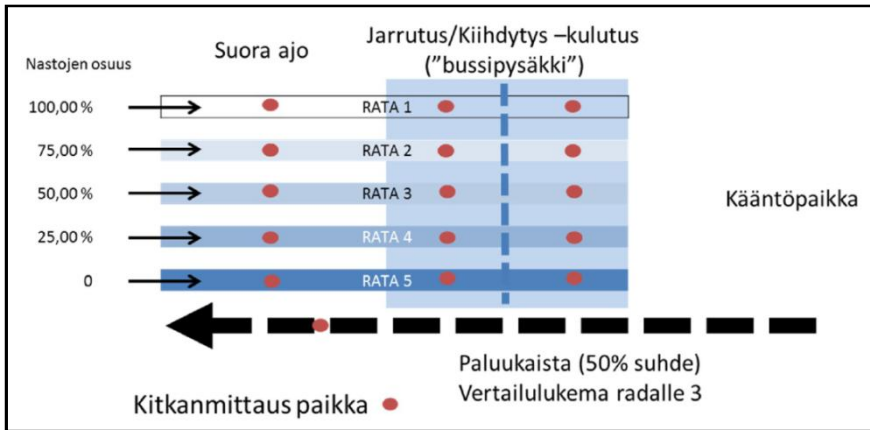 Nastojen osuus
Suora ajo
Jarrutus/Kiihdytys –kulutus
("bussipysäkki")
100,00 %
RATA 1
75,00 %
RATA 2
50,00 %
RATA 3
25,00 %
RATA 4
0
RATA 5
Kääntöpaikka
Paluukaista (50% suhde)
Vertailulukema radalle 3
Kitkanmittaus paikka